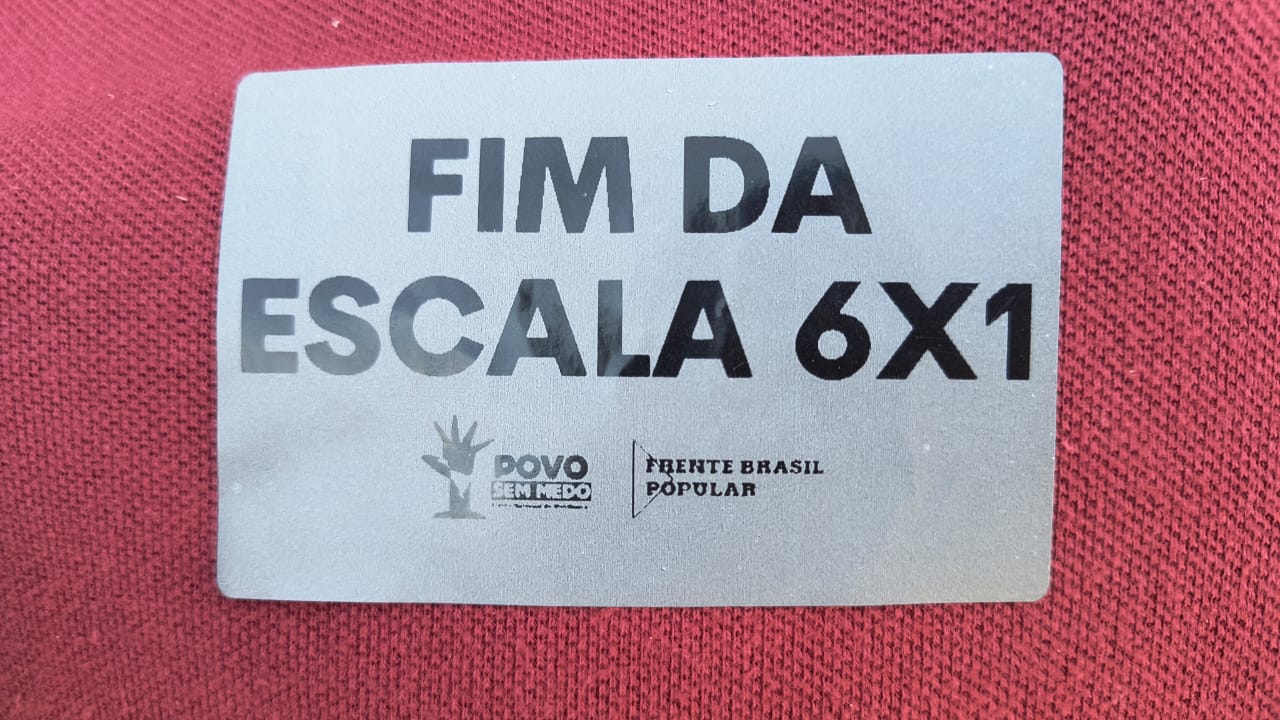 FIM DA
ESCALA 6X1
POVO
SEM MEDO
FRENTE BRASIL
POPULAR